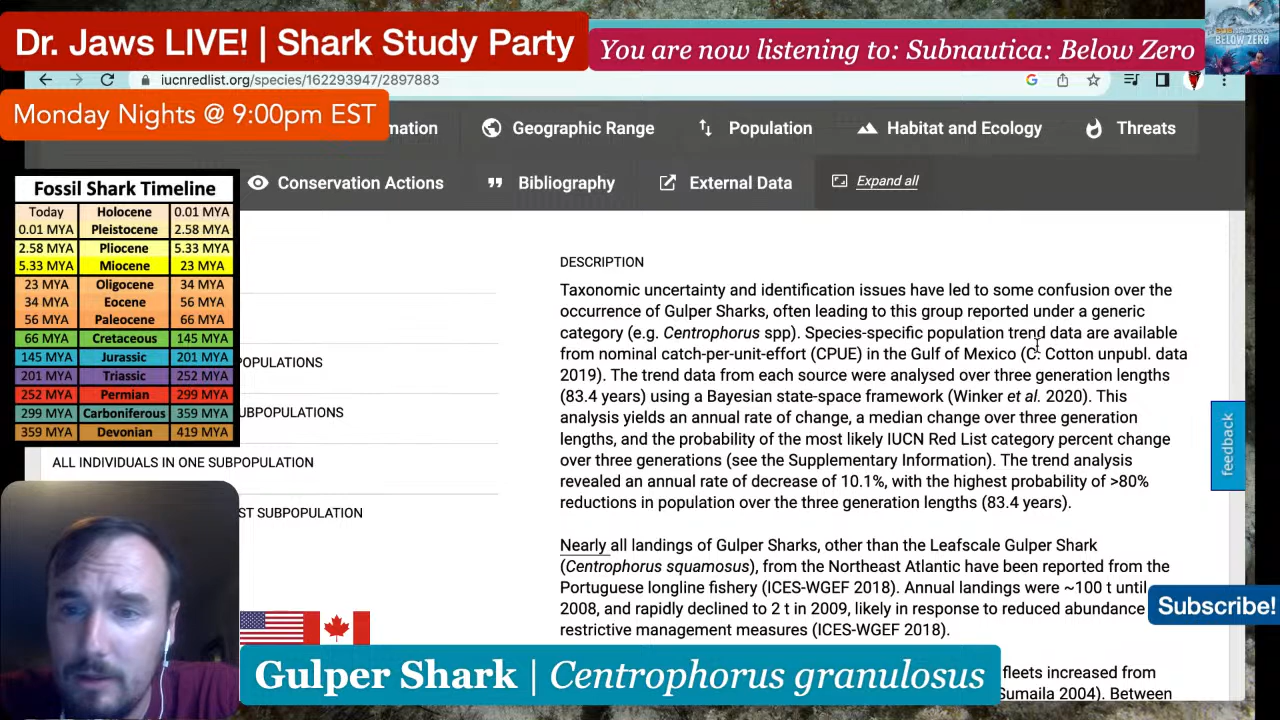 Dr. Jaws LIVE! | Shark Study Party
You are now listening to: Subnautica: Below Zero
BELOW ZERO
iucnredlist.org/species/162293947/2897883
Monday Nights @ 9:00pm EST
mation
Geographic Range
Population
Habitat and Ecology
Threats
Conservation Actions
Bibliography
External Data
Expand all
Fossil Shark Timeline
Today Holocene 0.01 MYA
0.01 MYA Pleistocene 2.58 MYA
2.58 MYA Pliocene 5.33 MYA
5.33 MYA Miocene 23 MYA
23 MYA Oligocene 34 MYA
34 MYA Eocene 56 MYA
56 MYA Paleocene 66 MYA
66 MYA Cretaceous 145 MYA
145 MYA Jurassic 201 MYA
201 MYA Triassic 252 MYA
252 MYA Permian 299 MYA
299 MYA Carboniferous 359 MYA
359 MYA Devonian 419 MYA
OPULATIONS
UBPOPULATIONS
ALL INDIVIDUALS IN ONE SUBPOPULATION
ST SUBPOPULATION
DESCRIPTION
Taxonomic uncertainty and identification issues have led to some confusion over the
occurrence of Gulper Sharks, often leading to this group reported under a generic
category (e.g. Centrophorus spp). Species-specific population trend data are available
from nominal catch-per-unit-effort (CPUE) in the Gulf of Mexico (C. Cotton unpubl. data
2019). The trend data from each source were analysed over three generation lengths
(83.4 years) using a Bayesian state-space framework (Winker et al. 2020). This
analysis yields an annual rate of change, a median change over three generation
lengths, and the probability of the most likely IUCN Red List category percent change
over three generations (see the Supplementary Information). The trend analysis
revealed an annual rate of decrease of 10.1%, with the highest probability of >80%
reductions in population over the three generation lengths (83.4 years).
Nearly all landings of Gulper Sharks, other than the Leafscale Gulper Shark
(Centrophorus squamosus), from the Northeast Atlantic have been reported from the
Portuguese longline fishery (ICES-WGEF 2018). Annual landings were ~100 t until
2008, and rapidly declined to 2 t in 2009, likely in response to reduced abundance
restrictive management measures (ICES-WGEF 2018).
fleets increased from
Sumaila 2004). Between
feedback
Subscribe!
Gulper Shark | Centrophorus granulosus